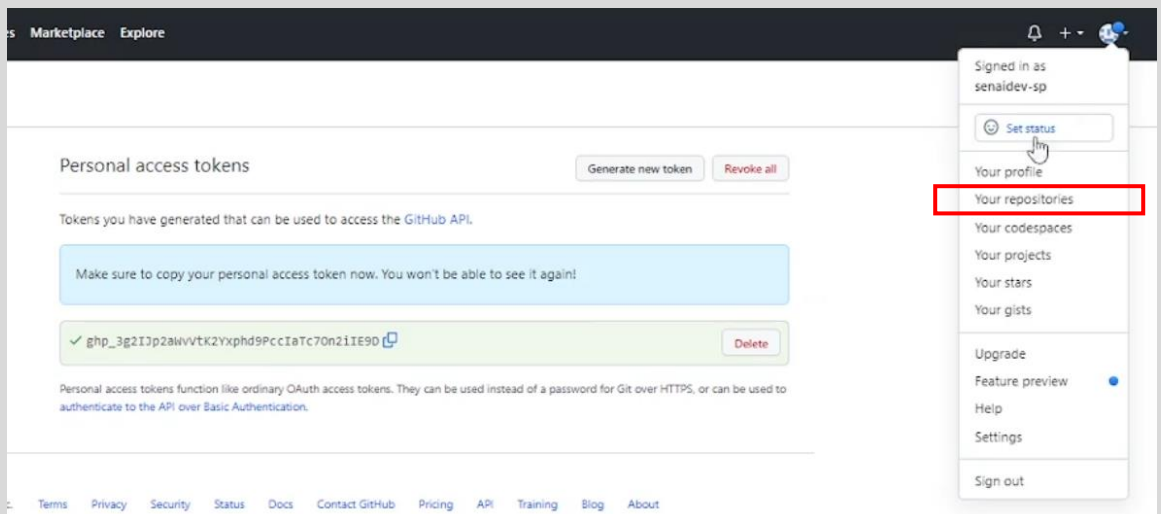 Marketplace Explore
Signed in as
senaidev-sp
Set status
Your profile
Your repositories
Your codespaces
Your projects
Your stars
Your gists
Upgrade
Feature preview
Help
Settings
Sign out
Personal access tokens
Generate new token Revoke all
Tokens you have generated that can be used to access the GitHub API.
Make sure to copy your personal access token now. You won't be able to see it again!
Delete
Personal access tokens function like ordinary OAuth access tokens. They can be used instead of a password for Git over HTTPS, or can be used to
authenticate to the API over Basic Authentication.
Terms Privacy Security Status Docs Contact GitHub Pricing API Training Blog About